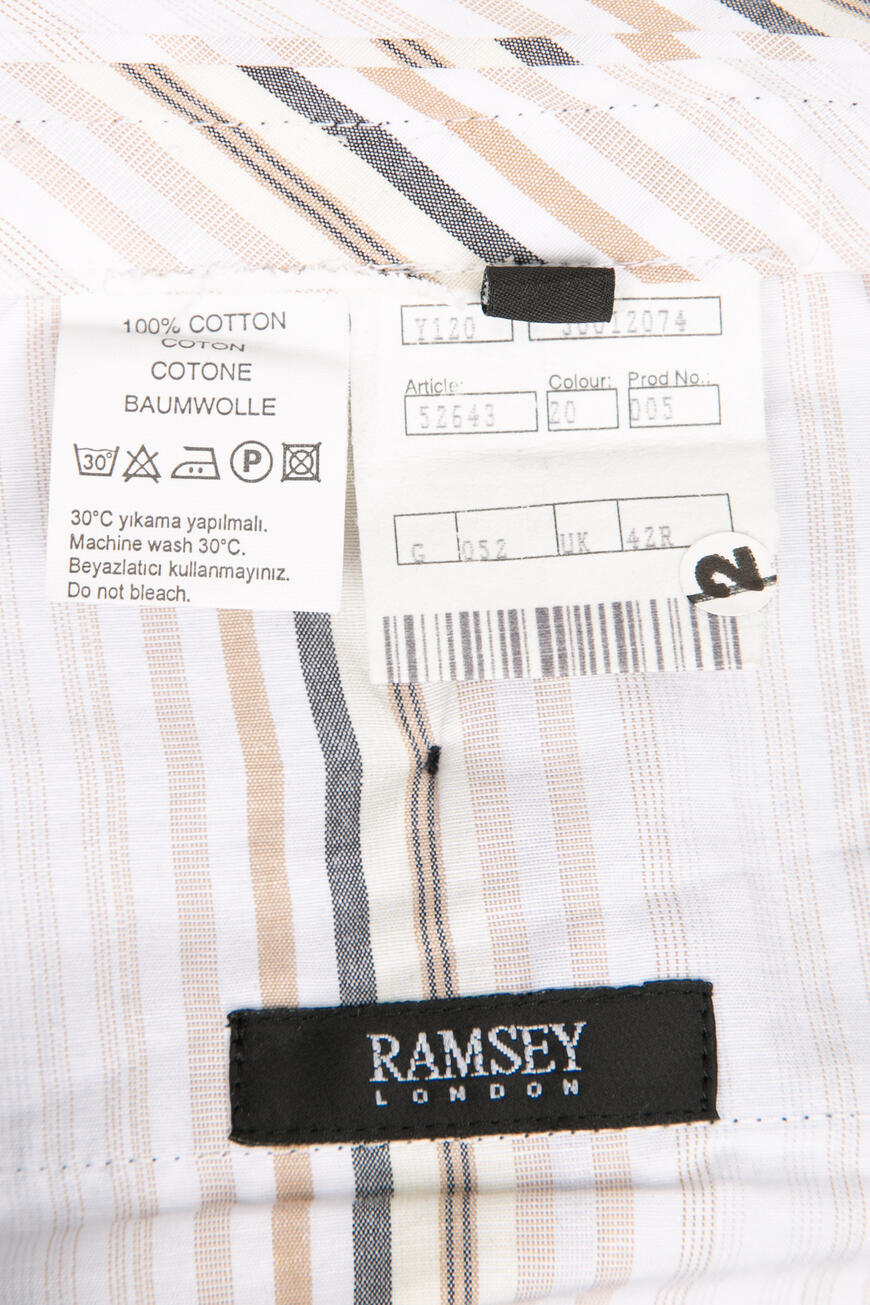 100% COTTON
COTON
COTONE
BAUMWOLLE
30°
P
30°C yıkama yapılmalı.
Machine wash 30°C.
Beyazlatıcı kullanmayınız.
Do not bleach.
Y120
Article: Colour: Prod No.:
52643 20 005
G 052 UK 42R
2
RAMSEY
LONDON